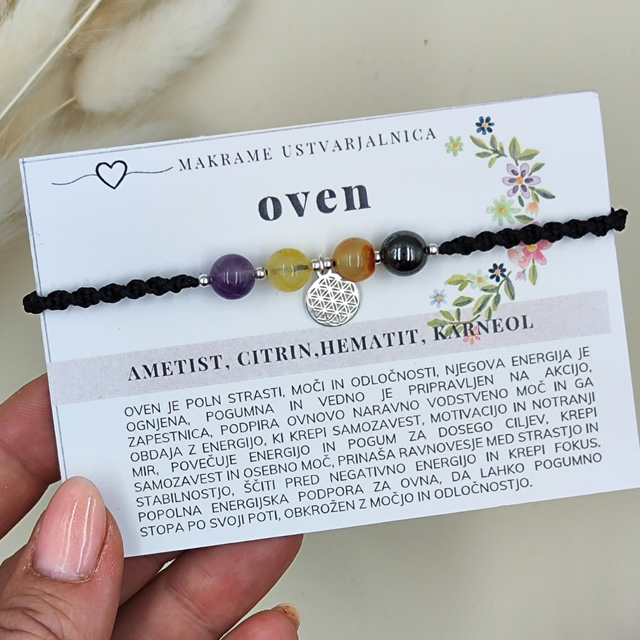 MAKRAME USTVARJALNICA
oven
AMETIST, CITRIN,HEMATIT, KARNEOL
OVEN JE POLN STRASTI, MOČI IN ODLOČNOSTI, NJEGOVA ENERGIJA JE
OGNJENA, POGUMNA IN VEDNO JE PRIPRAVLJEN NA AKCIJO,
ZAPESTNICA, PODPIRA OVNOVO NARAVNO VODSTVENO MOČ IN GA
OBDAJA Z ENERGIJO, KI KREPI SAMOZAVEST, MOTIVACIJO IN NOTRANJI
MIR, POVEČUJE ENERGIJO IN POGUM ZA DOSEGO CILJEV, KREPI
SAMOZAVEST IN OSEBNO MOČ, PRINAŠA RAVNOVESJE MED STRASTJO IN
STABILNOSTJO, ŠČITI PRED NEGATIVNO ENERGIJO IN KREPI FOKUS.
POPOLNA ENERGIJSKA PODPORA ZA OVNA, DA LAHKO POGUMNO
STOPA PO SVOJI POTI, OBKROŽEN Z MOČJO IN ODLOČNOSTJO.